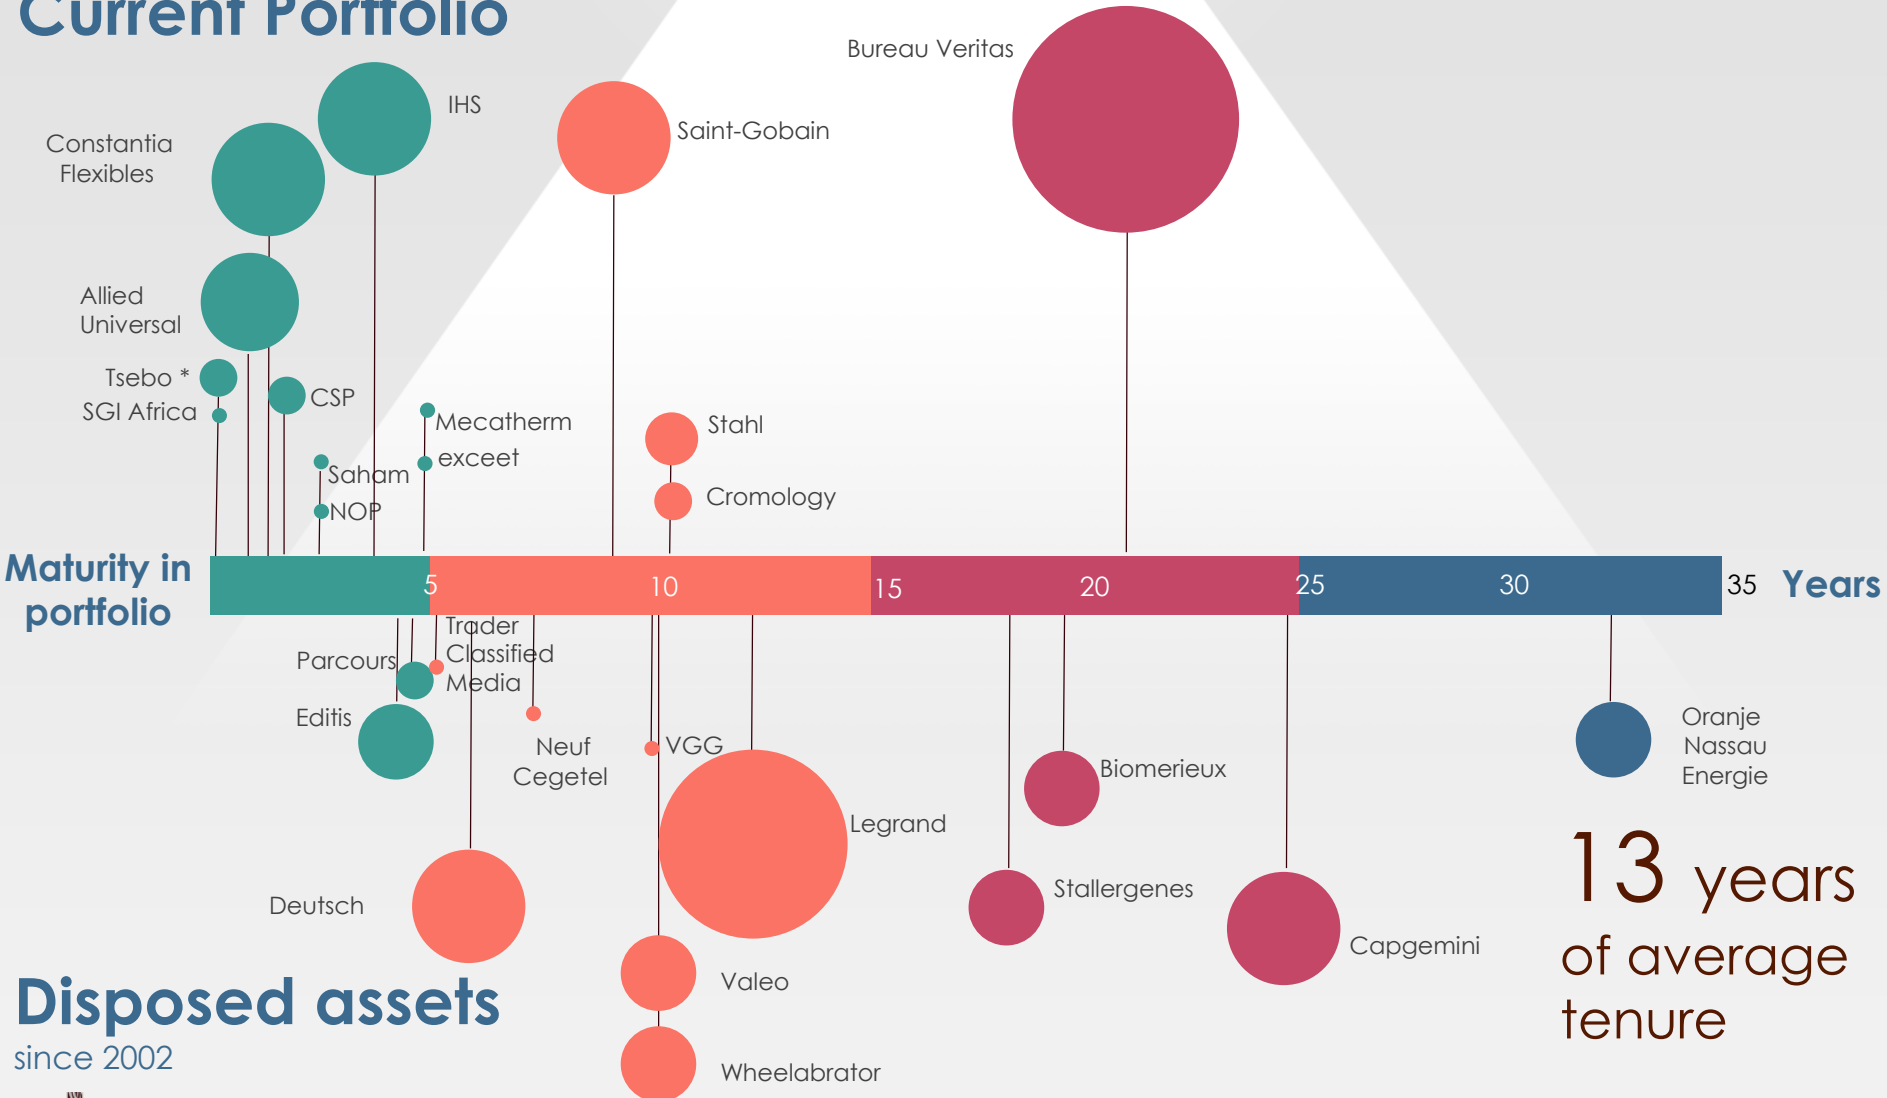 Current Portfolio
Bureau Veritas
IHS
Saint-Gobain
Constantia
Flexibles
Allied
Universal
Tsebo *
SGI Africa
CSP
Mecatherm
exceet
Saham
NOP
Stahl
Cromology
Maturity in
portfolio
5
10
15
20
25
30
35
Years
Trader
Classified
Media
Parcours
Editis
Neuf
Cegetel
VGG
Biomerieux
Oranje
Nassau
Energie
Legrand
Deutsch
Stallergenes
Capgemini
13 years
of average
tenure
Valeo
Disposed assets
since 2002
Wheelabrator